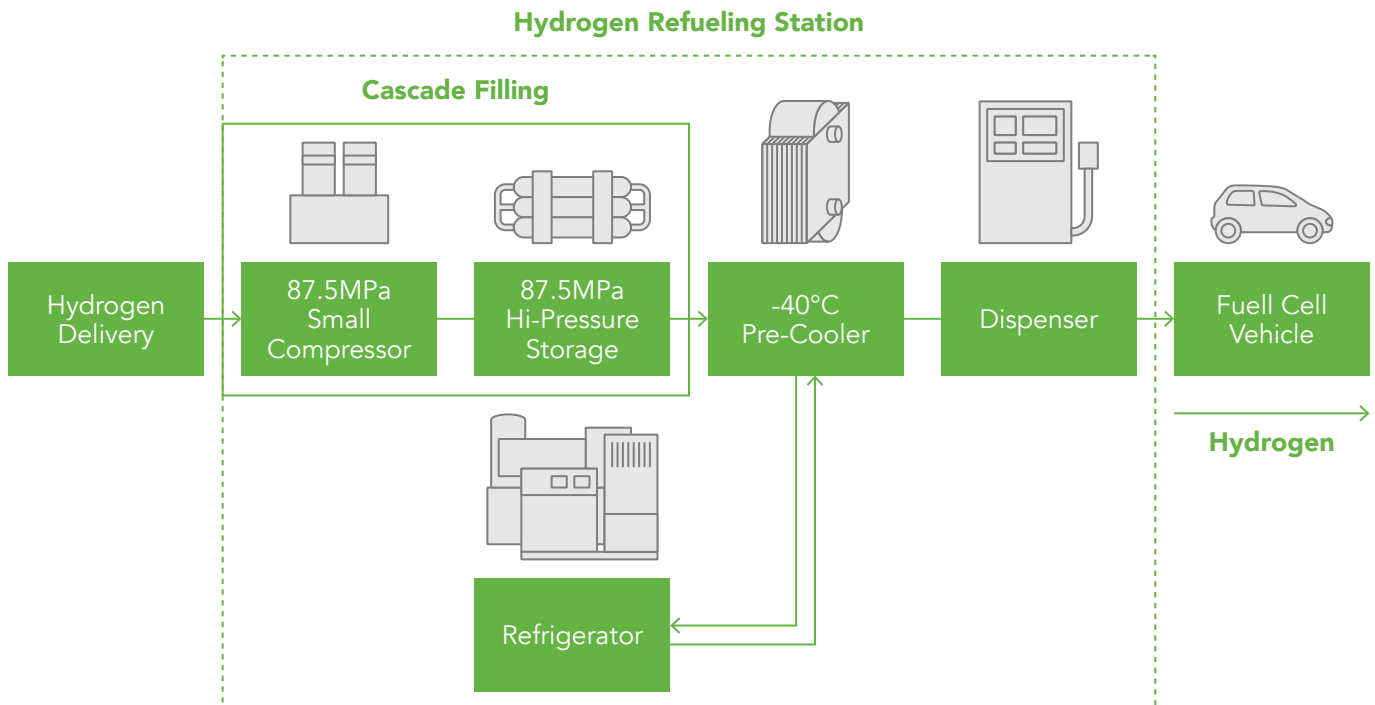 Hydrogen Refueling Station
Cascade Filling
Hydrogen
Delivery
87.5MPa
Small
Compressor
87.5MPa
Hi-Pressure
Storage
-40°C
Pre-Cooler
Dispenser
Fuell Cell
Vehicle
Hydrogen
Refrigerator